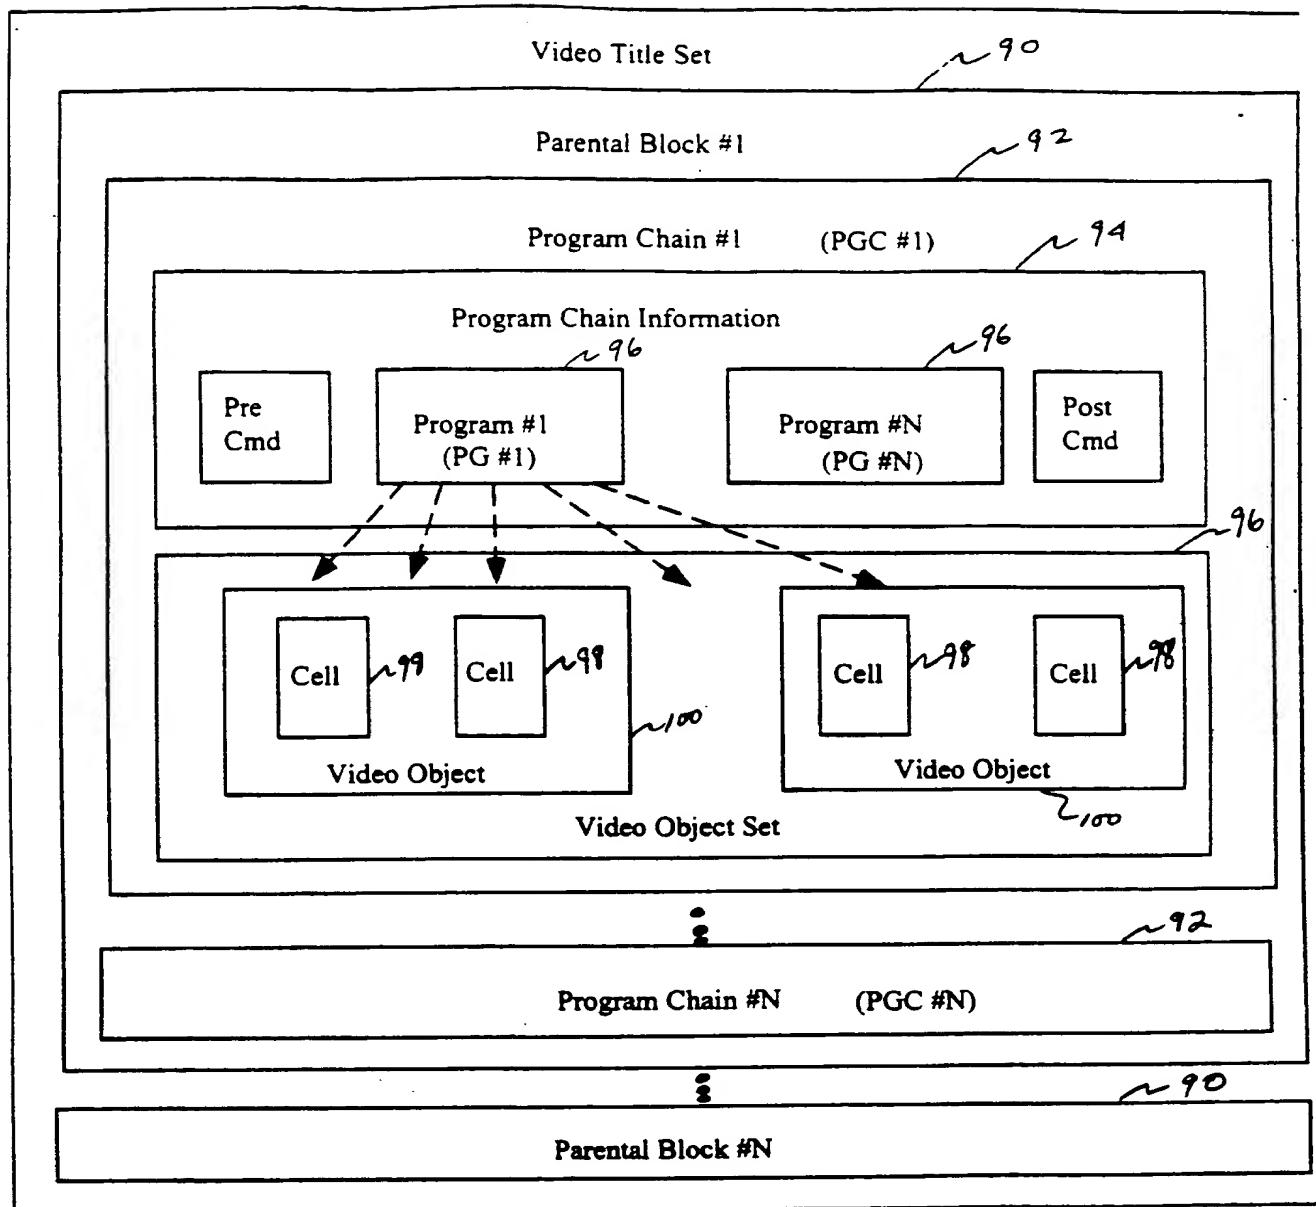 Video Title Set
90
Parental Block #1
92
Program Chain #1 (PGC #1)
94
Program Chain Information
96
96
Pre
Cmd
Program #1
(PG #1)
Program #N
(PG #N)
Post
Cmd
96
Cell
99
Cell
98
Cell
98
Cell
98
100
Video Object
Video Object
100
Video Object Set
92
Program Chain #N (PGC #N)
90
Parental Block #N